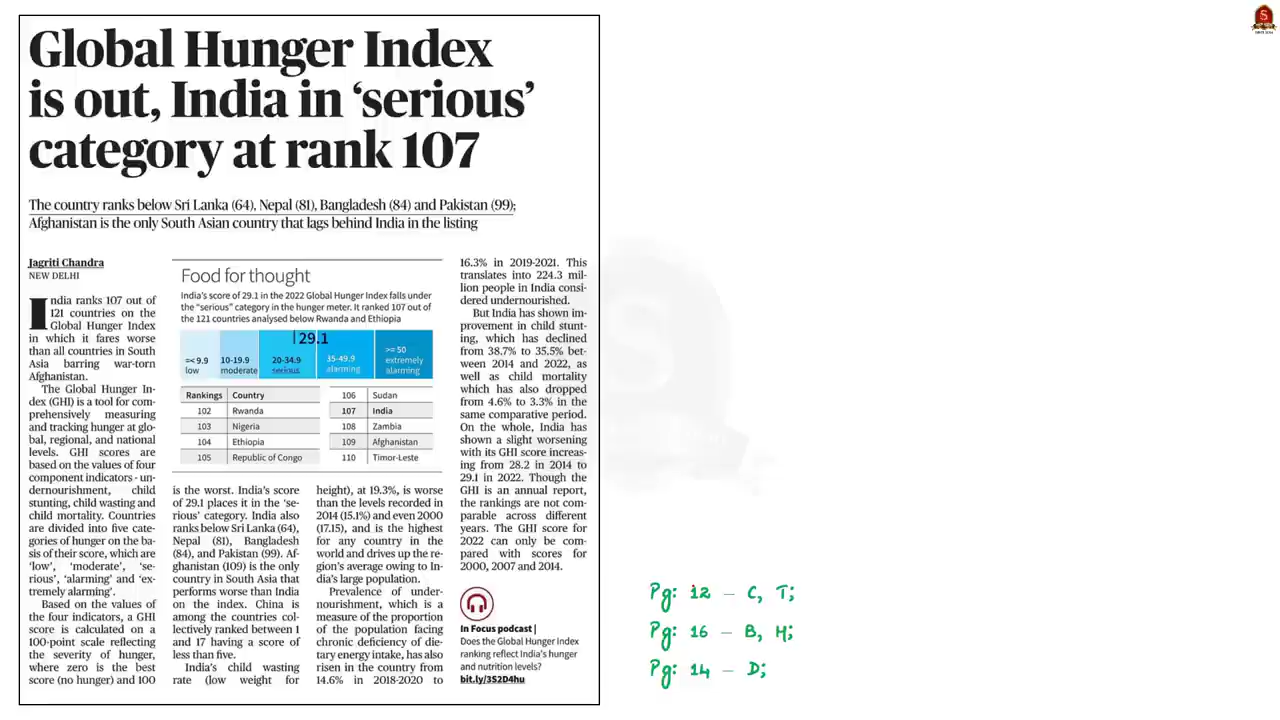 Global Hunger Index
is out, India in ‘serious’
category at rank 107
The country ranks below Sri Lanka (64), Nepal (81), Bangladesh (84) and Pakistan (99);
Afghanistan is the only South Asian country that lags behind India in the listing
Jagriti Chandra
NEW DELHI
India ranks 107 out of
121 countries on the
Global Hunger Index
in which it fares worse
than all countries in South
Asia barring war-torn
Afghanistan.
The Global Hunger In-
dex (GHI) is a tool for com-
prehensively measuring
and tracking hunger at glo-
bal, regional, and national
levels. GHI scores are
based on the values of four
component indicators - un-
dernourishment, child
stunting, child wasting and
child mortality. Countries
are divided into five cate-
gories of hunger on the ba-
sis of their score, which are
‘low’, ‘moderate’, ‘se-
rious’, ‘alarming’ and ‘ex-
tremely alarming’.
Based on the values of
the four indicators, a GHI
score is calculated on a
100-point scale reflecting
the severity of hunger,
where zero is the best
score (no hunger) and 100
Food for thought
India’s score of 29.1 in the 2022 Global Hunger Index falls under
the “serious” category in the hunger meter. It ranked 107 out of
the 121 countries analysed below Rwanda and Ethiopia
29.1
=< 9.9 low
10-19.9 moderate
20-34.9 serious
35-49.9 alarming
>= 50 extremely alarming
Rankings Country
102 Rwanda
103 Nigeria
104 Ethiopia
105 Republic of Congo
106 Sudan
107 India
108 Zambia
109 Afghanistan
110 Timor-Leste
is the worst. India’s score
of 29.1 places it in the ‘se-
rious’ category. India also
ranks below Sri Lanka (64),
Nepal (81), Bangladesh
(84), and Pakistan (99). Af-
ghanistan (109) is the only
country in South Asia that
performs worse than India
on the index. China is
among the countries col-
lectively ranked between 1
and 17 having a score of
less than five.
India’s child wasting
rate (low weight for
height), at 19.3%, is worse
than the levels recorded in
2014 (15.1%) and even 2000
(17.15), and is the highest
for any country in the
world and drives up the re-
gion’s average owing to In-
dia’s large population.
Prevalence of under-
nourishment, which is a
measure of the proportion
of the population facing
chronic deficiency of die-
tary energy intake, has also
risen in the country from
14.6% in 2018-2020 to
16.3% in 2019-2021. This
translates into 224.3 mil-
lion people in India consi-
dered undernourished.
But India has shown im-
provement in child stunt-
ing, which has declined
from 38.7% to 35.5% bet-
ween 2014 and 2022, as
well as child mortality
which has also dropped
from 4.6% to 3.3% in the
same comparative period.
On the whole, India has
shown a slight worsening
with its GHI score increas-
ing from 28.2 in 2014 to
29.1 in 2022. Though the
GHI is an annual report,
the rankings are not com-
parable across different
years. The GHI score for
2022 can only be com-
pared with scores for
2000, 2007 and 2014.
In Focus podcast |
Does the Global Hunger Index
ranking reflect India’s hunger
and nutrition levels?
bit.ly/3S2D4hu
Pg: 12 – C, T;
Pg: 16 – B, H;
Pg: 14 – D;